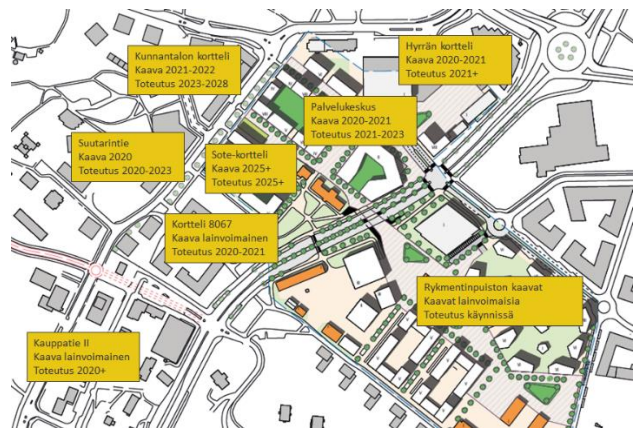 Kunnantalon kortteli
Kaava 2021-2022
Toteutus 2023-2028
Hyrrän kortteli
Kaava 2020-2021
Toteutus 2021+
Palvelukeskus
Kaava 2020-2021
Toteutus 2021-2023
Suutarintie
Kaava 2020
Toteutus 2020-2023
Sote-kortteli
Kaava 2025+
Toteutus 2025+
Kortteli 8067
Kaava lainvoimainen
Toteutus 2020-2021
Rykmentinpuiston kaavat
Kaavat lainvoimaisia
Toteutus käynnissä
Kauppatie II
Kaava lainvoimainen
Toteutus 2020+